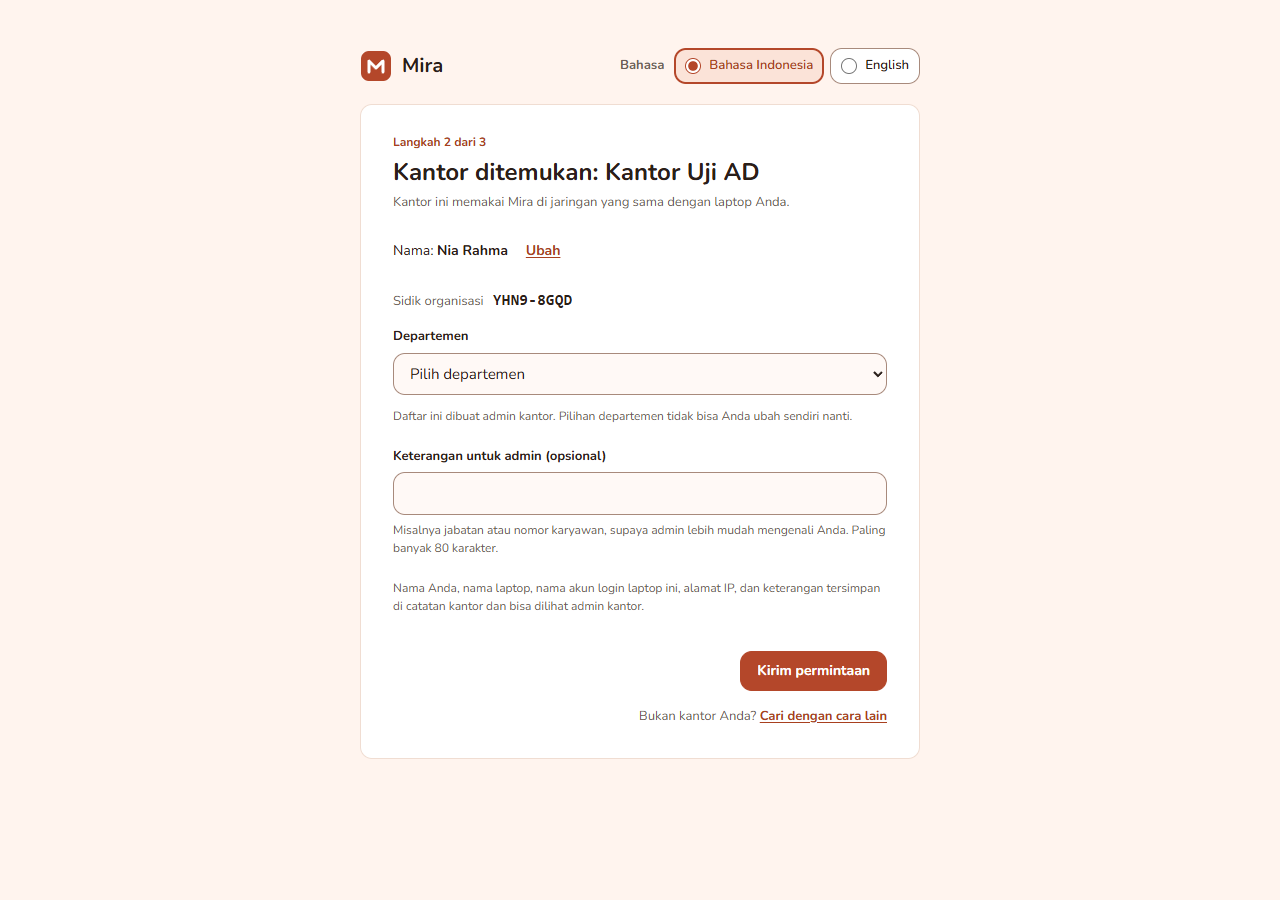 Mira
Bahasa
Bahasa Indonesia
English
Langkah 2 dari 3
Kantor ditemukan: Kantor Uji AD
Kantor ini memakai Mira di jaringan yang sama dengan laptop Anda.
Nama: Nia Rahma Ubah
Sidik organisasi YHN9-8GQD
Departemen
Pilih departemen
Daftar ini dibuat admin kantor. Pilihan departemen tidak bisa Anda ubah sendiri nanti.
Keterangan untuk admin (opsional)
Misalnya jabatan atau nomor karyawan, supaya admin lebih mudah mengenali Anda. Paling
banyak 80 karakter.
Nama Anda, nama laptop, nama akun login laptop ini, alamat IP, dan keterangan tersimpan
di catatan kantor dan bisa dilihat admin kantor.
Kirim permintaan
Bukan kantor Anda? Cari dengan cara lain